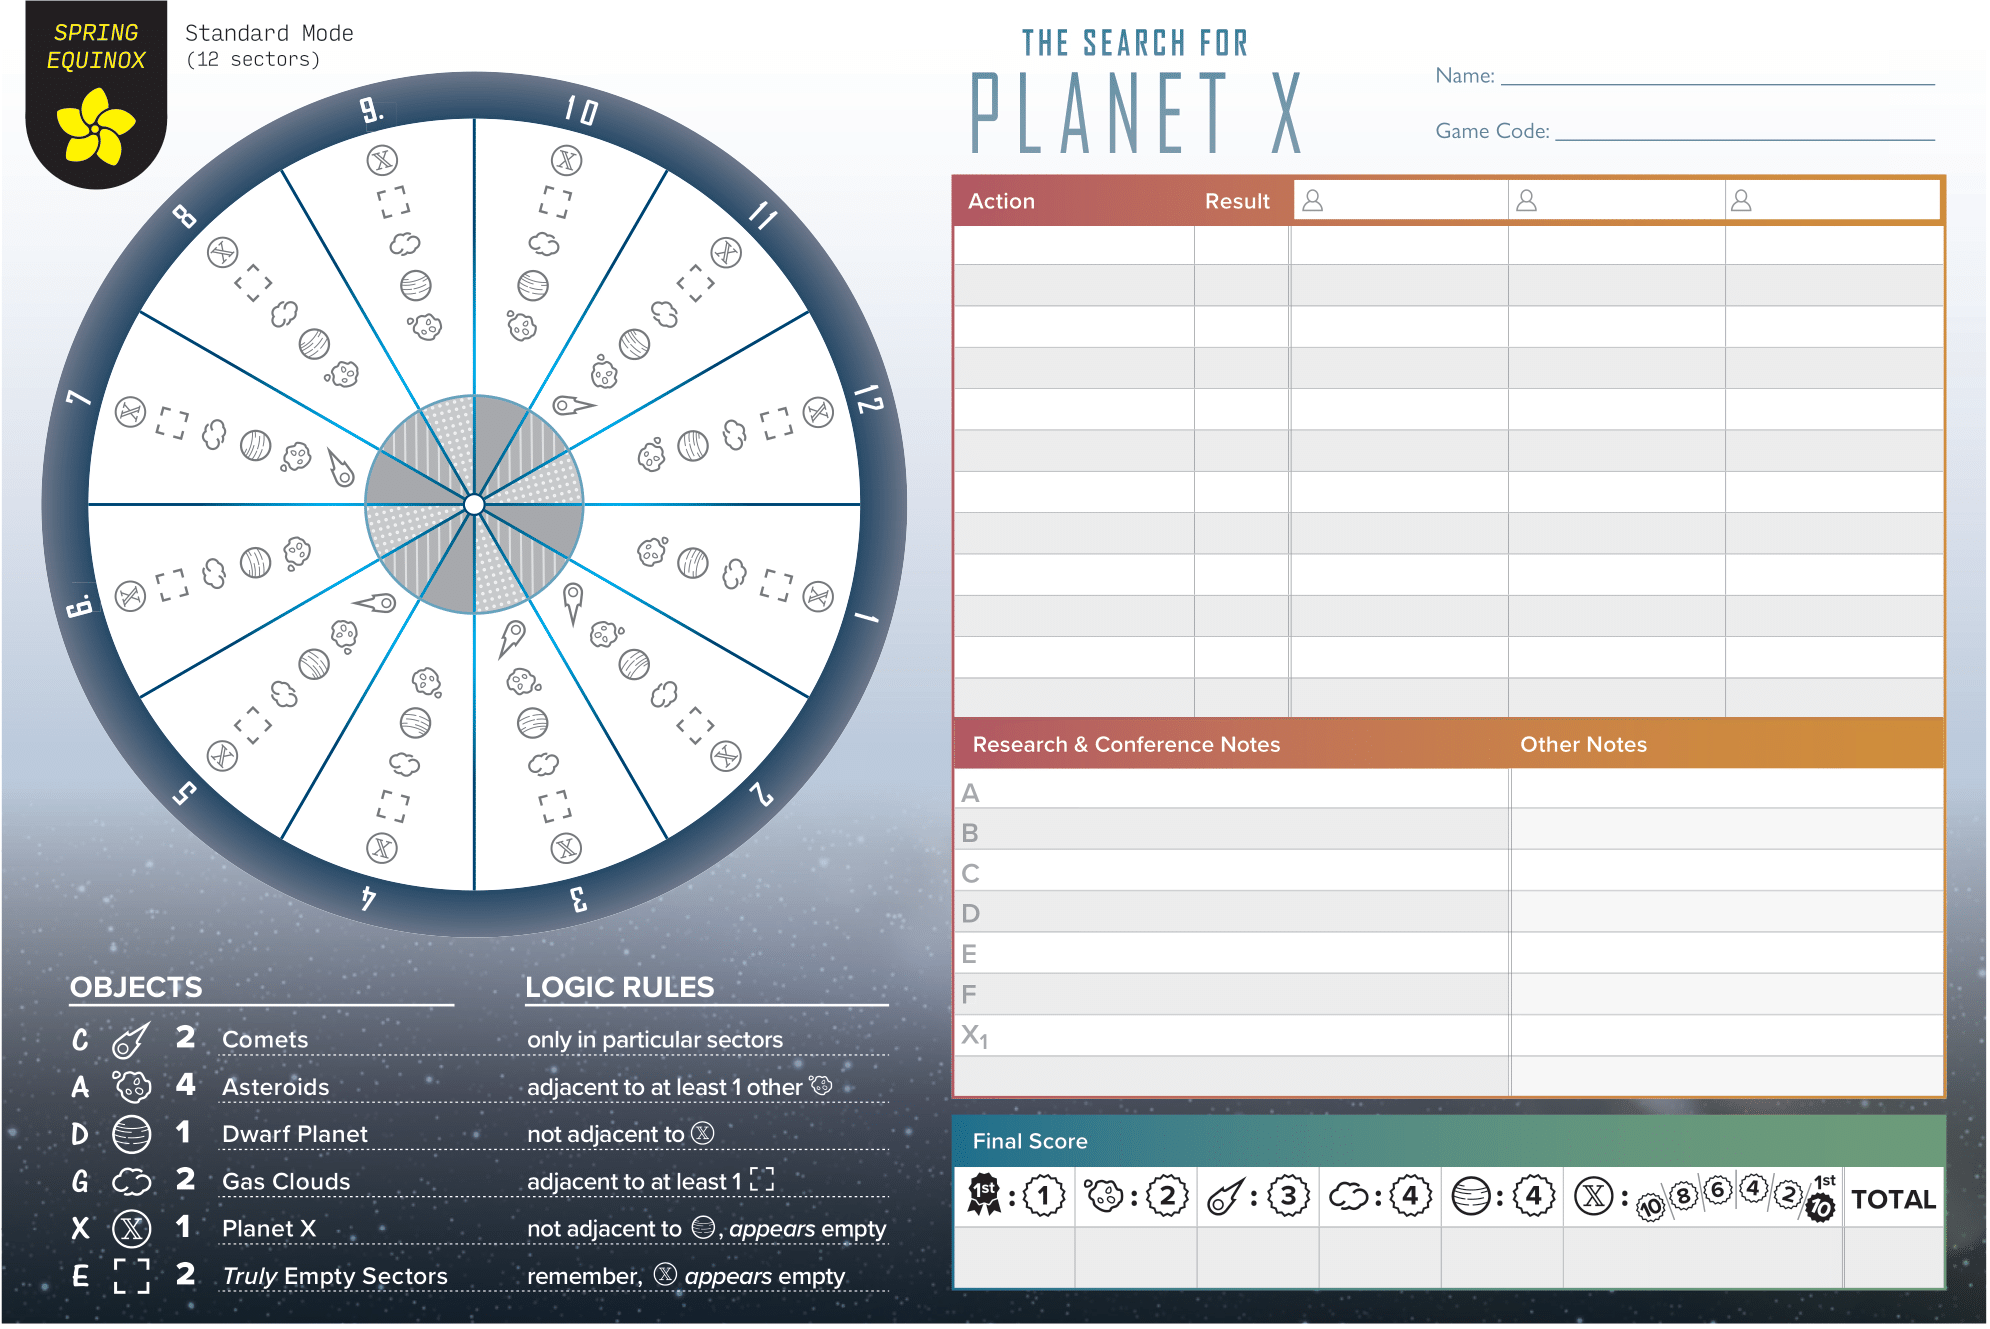 SPRING
EQUINOX
Standard Mode
(12 sectors)
9.
10
8
11
7
12
6.
1
5
2
4
3
OBJECTS
LOGIC RULES
C 2 Comets only in particular sectors
A 4 Asteroids adjacent to at least 1 other
D 1 Dwarf Planet not adjacent to X
G 2 Gas Clouds adjacent to at least 1
X X 1 Planet X not adjacent to , appears empty
E 2 Truly Empty Sectors remember, X appears empty
THE SEARCH FOR
PLANET X
Name:
Game Code:
Action Result
Research & Conference Notes Other Notes
A
B
C
D
E
F
X1
Final Score
1st : 1 : 2 : 3 : 4 : 4 X : 10 / 8 / 6 / 4 / 2 / 1st 10 TOTAL